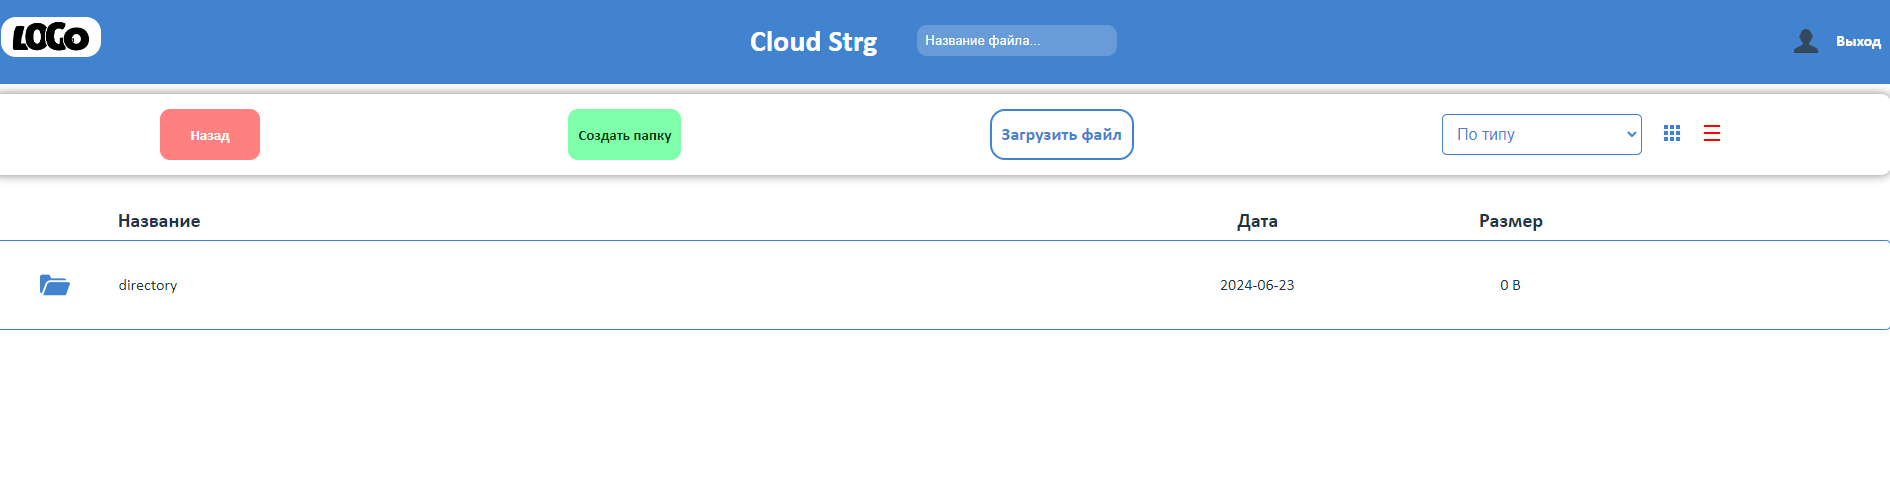 LOGO
Cloud Strg
Название файла...
Выход
Назад
Создать папку
Загрузить файл
По типу
Название
Дата
Размер
directory
2024-06-23
0 B